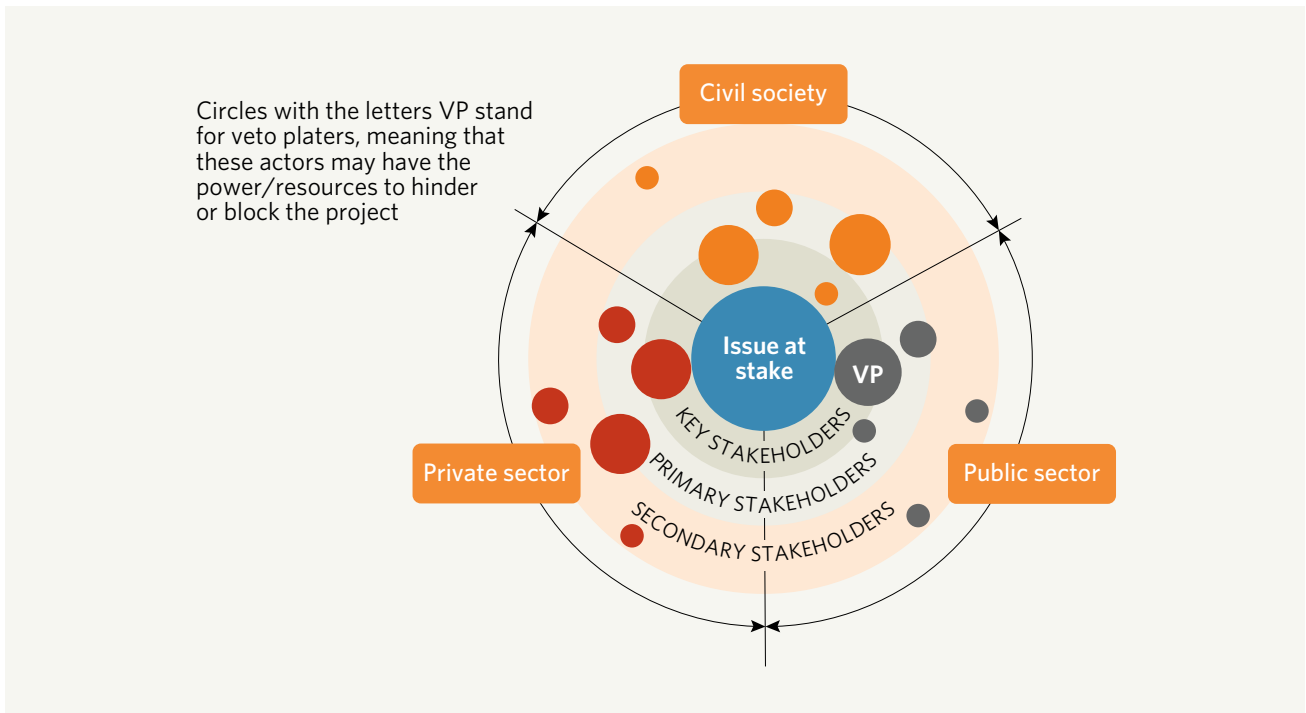 Civil society
Circles with the letters VP stand
for veto platers, meaning that
these actors may have the
power/resources to hinder
or block the project
Issue at
stake
VP
KEY STAKEHOLDERS
PRIMARY STAKEHOLDERS
SECONDARY STAKEHOLDERS
Private sector
Public sector